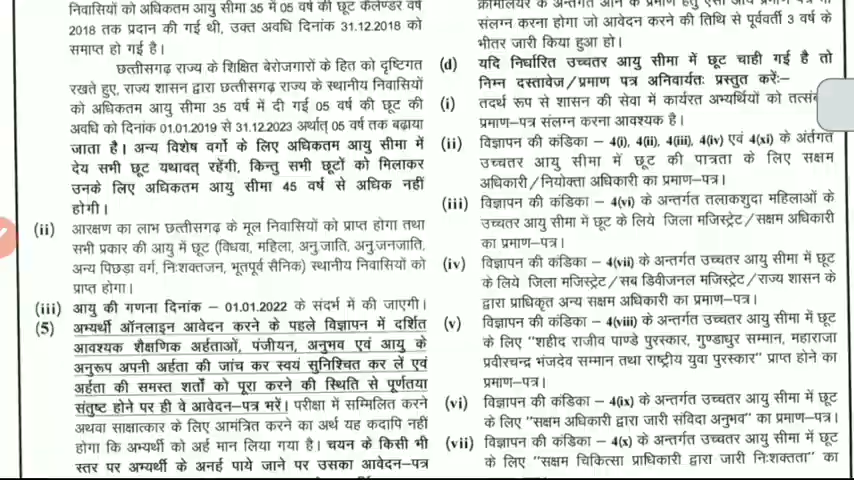 निवासियों को अधिकतम आयु सीमा 35 में 05 वर्ष की छूट कैलेण्डर वर्ष
2018 तक प्रदान की गई थी, उक्त अवधि दिनांक 31.12.2018 को
समाप्त हो गई है।
छत्तीसगढ़ राज्य के शिक्षित बेरोजगारों के हित को दृष्टिगत
रखते हुए, राज्य शासन द्वारा छत्तीसगढ़ राज्य के स्थानीय निवासियों
को अधिकतम आयु सीमा 35 वर्ष में दी गई 05 वर्ष की छूट की
अवधि को दिनांक 01.01.2019 से 31.12.2023 अर्थात् 05 वर्ष तक बढ़ाया
जाता है। अन्य विशेष वर्गो के लिए अधिकतम आयु सीमा में
देय सभी छूट यथावत् रहेंगी, किन्तु सभी छूटों को मिलाकर
उनके लिए अधिकतम आयु सीमा 45 वर्ष से अधिक नहीं
होगी।
(ii) आरक्षण का लाभ छत्तीसगढ़ के मूल निवासियों को प्राप्त होगा तथा
सभी प्रकार की आयु में छूट (विधवा, महिला, अनु.जाति, अनु.जनजाति,
अन्य पिछड़ा वर्ग, निःशक्तजन, भूतपूर्व सैनिक) स्थानीय निवासियों को
प्राप्त होगा।
(iii) आयु की गणना दिनांक – 01.01.2022 के संदर्भ में की जाएगी।
(5) अभ्यर्थी ऑनलाइन आवेदन करने के पहले विज्ञापन में दर्शित
आवश्यक शैक्षणिक अर्हताओं, पंजीयन, अनुभव एवं आयु के
अनुरूप अपनी अर्हता की जांच कर स्वयं सुनिश्चित कर लें एवं
अर्हता की समस्त शर्तों को पूरा करने की स्थिति से पूर्णतया
संतुष्ट होने पर ही वे आवेदन–पत्र भरें। परीक्षा में सम्मिलित करने
अथवा साक्षात्कार के लिए आमंत्रित करने का अर्थ यह कदापि नहीं
होगा कि अभ्यर्थी को अर्ह मान लिया गया है। चयन के किसी भी
स्तर पर अभ्यर्थी के अनर्ह पाये जाने पर उसका आवेदन–पत्र
क्रीमीलेयर के अन्तर्गत आने के प्रमाण हेतु ऐसा आय प्रमाण पत्र भी
संलग्न करना होगा जो आवेदन करने की तिथि से पूर्ववर्ती 3 वर्ष के
भीतर जारी किया हुआ हो।
(d) यदि निर्धारित उच्चतर आयु सीमा में छूट चाही गई है तो
निम्न दस्तावेज/प्रमाण पत्र अनिवार्यतः प्रस्तुत करें:–
(i) तदर्थ रूप से शासन की सेवा में कार्यरत अभ्यर्थियों को
प्रमाण–पत्र संलग्न करना आवश्यक है।
(ii) विज्ञापन की कंडिका – 4(i), 4(ii), 4(iii), 4(iv) एवं 4(xi) के अंर्तगत
उच्चतर आयु सीमा में छूट की पात्रता के लिए सक्षम
अधिकारी/नियोक्ता अधिकारी का प्रमाण–पत्र।
(iii) विज्ञापन की कंडिका – 4(vi) के अन्तर्गत तलाकशुदा महिलाओं के
उच्चतर आयु सीमा में छूट के लिये जिला मजिस्ट्रेट/सक्षम अधिकारी
का प्रमाण–पत्र।
(iv) विज्ञापन की कंडिका – 4(vii) के अन्तर्गत उच्चतर आयु सीमा में छूट
के लिये जिला मजिस्ट्रेट/सब डिवीजनल मजिस्ट्रेट/राज्य शासन के
द्वारा प्राधिकृत अन्य सक्षम अधिकारी का प्रमाण–पत्र।
(v) विज्ञापन की कंडिका – 4(viii) के अन्तर्गत उच्चतर आयु सीमा में छूट
के लिए "शहीद राजीव पाण्डे पुरस्कार, गुण्डाधुर सम्मान, महाराजा
प्रवीरचन्द्र भंजदेव सम्मान तथा राष्ट्रीय युवा पुरस्कार" प्राप्त होने का
प्रमाण–पत्र।
(vi) विज्ञापन की कंडिका – 4(ix) के अन्तर्गत उच्चतर आयु सीमा में छूट
के लिए "सक्षम अधिकारी द्वारा जारी संविदा अनुभव" का प्रमाण–पत्र।
(vii) विज्ञापन की कंडिका – 4(x) के अन्तर्गत उच्चतर आयु सीमा में छूट
के लिए "सक्षम चिकित्सा प्राधिकारी द्वारा जारी निःशक्तता" का